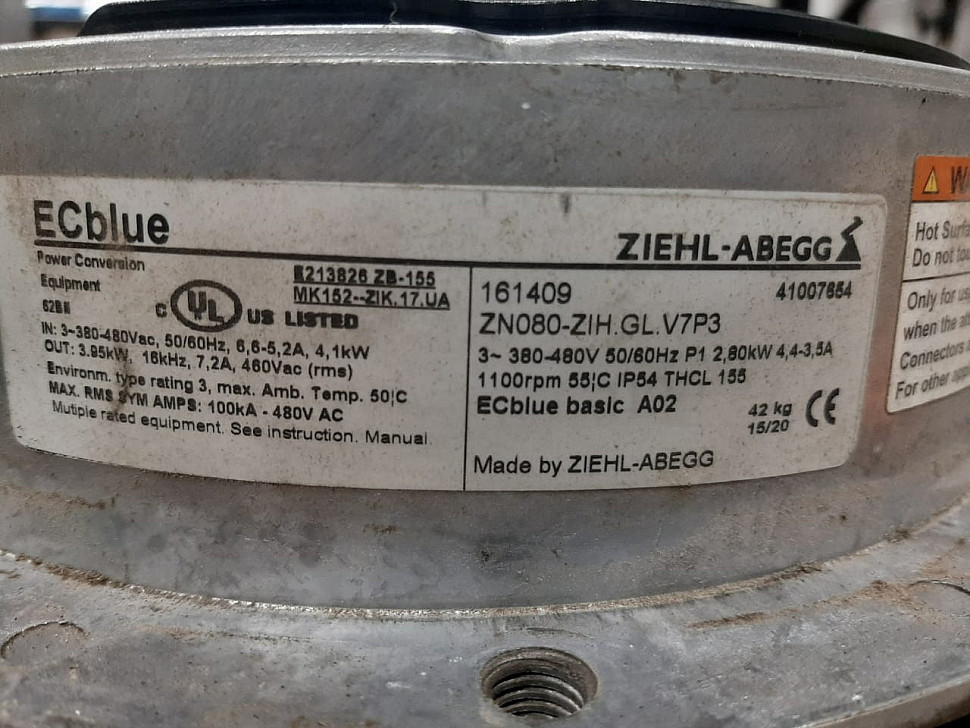 ECblue
ZIEHL-ABEGG
Power Conversion
Equipment
62BN
c UL US LISTED
E213826 ZB-155
MK152--ZIK.17.UA
IN: 3~380-480Vac, 50/60Hz, 6,6-5,2A, 4,1kW
OUT: 3.95kW, 16kHz, 7,2A, 460Vac (rms)
Environm. type rating 3, max. Amb. Temp. 50¦C
MAX. RMS SYM AMPS: 100kA - 480V AC
Mutiple rated equipment. See instruction. Manual.
161409
41007654
ZN080-ZIH.GL.V7P3
3~ 380-480V 50/60Hz P1 2,80kW 4,4-3,5A
1100rpm 55¦C IP54 THCL 155
ECblue basic A02
42 kg
15/20
CE
Made by ZIEHL-ABEGG
Hot
Do not
Only for
when the
Connectors
For other